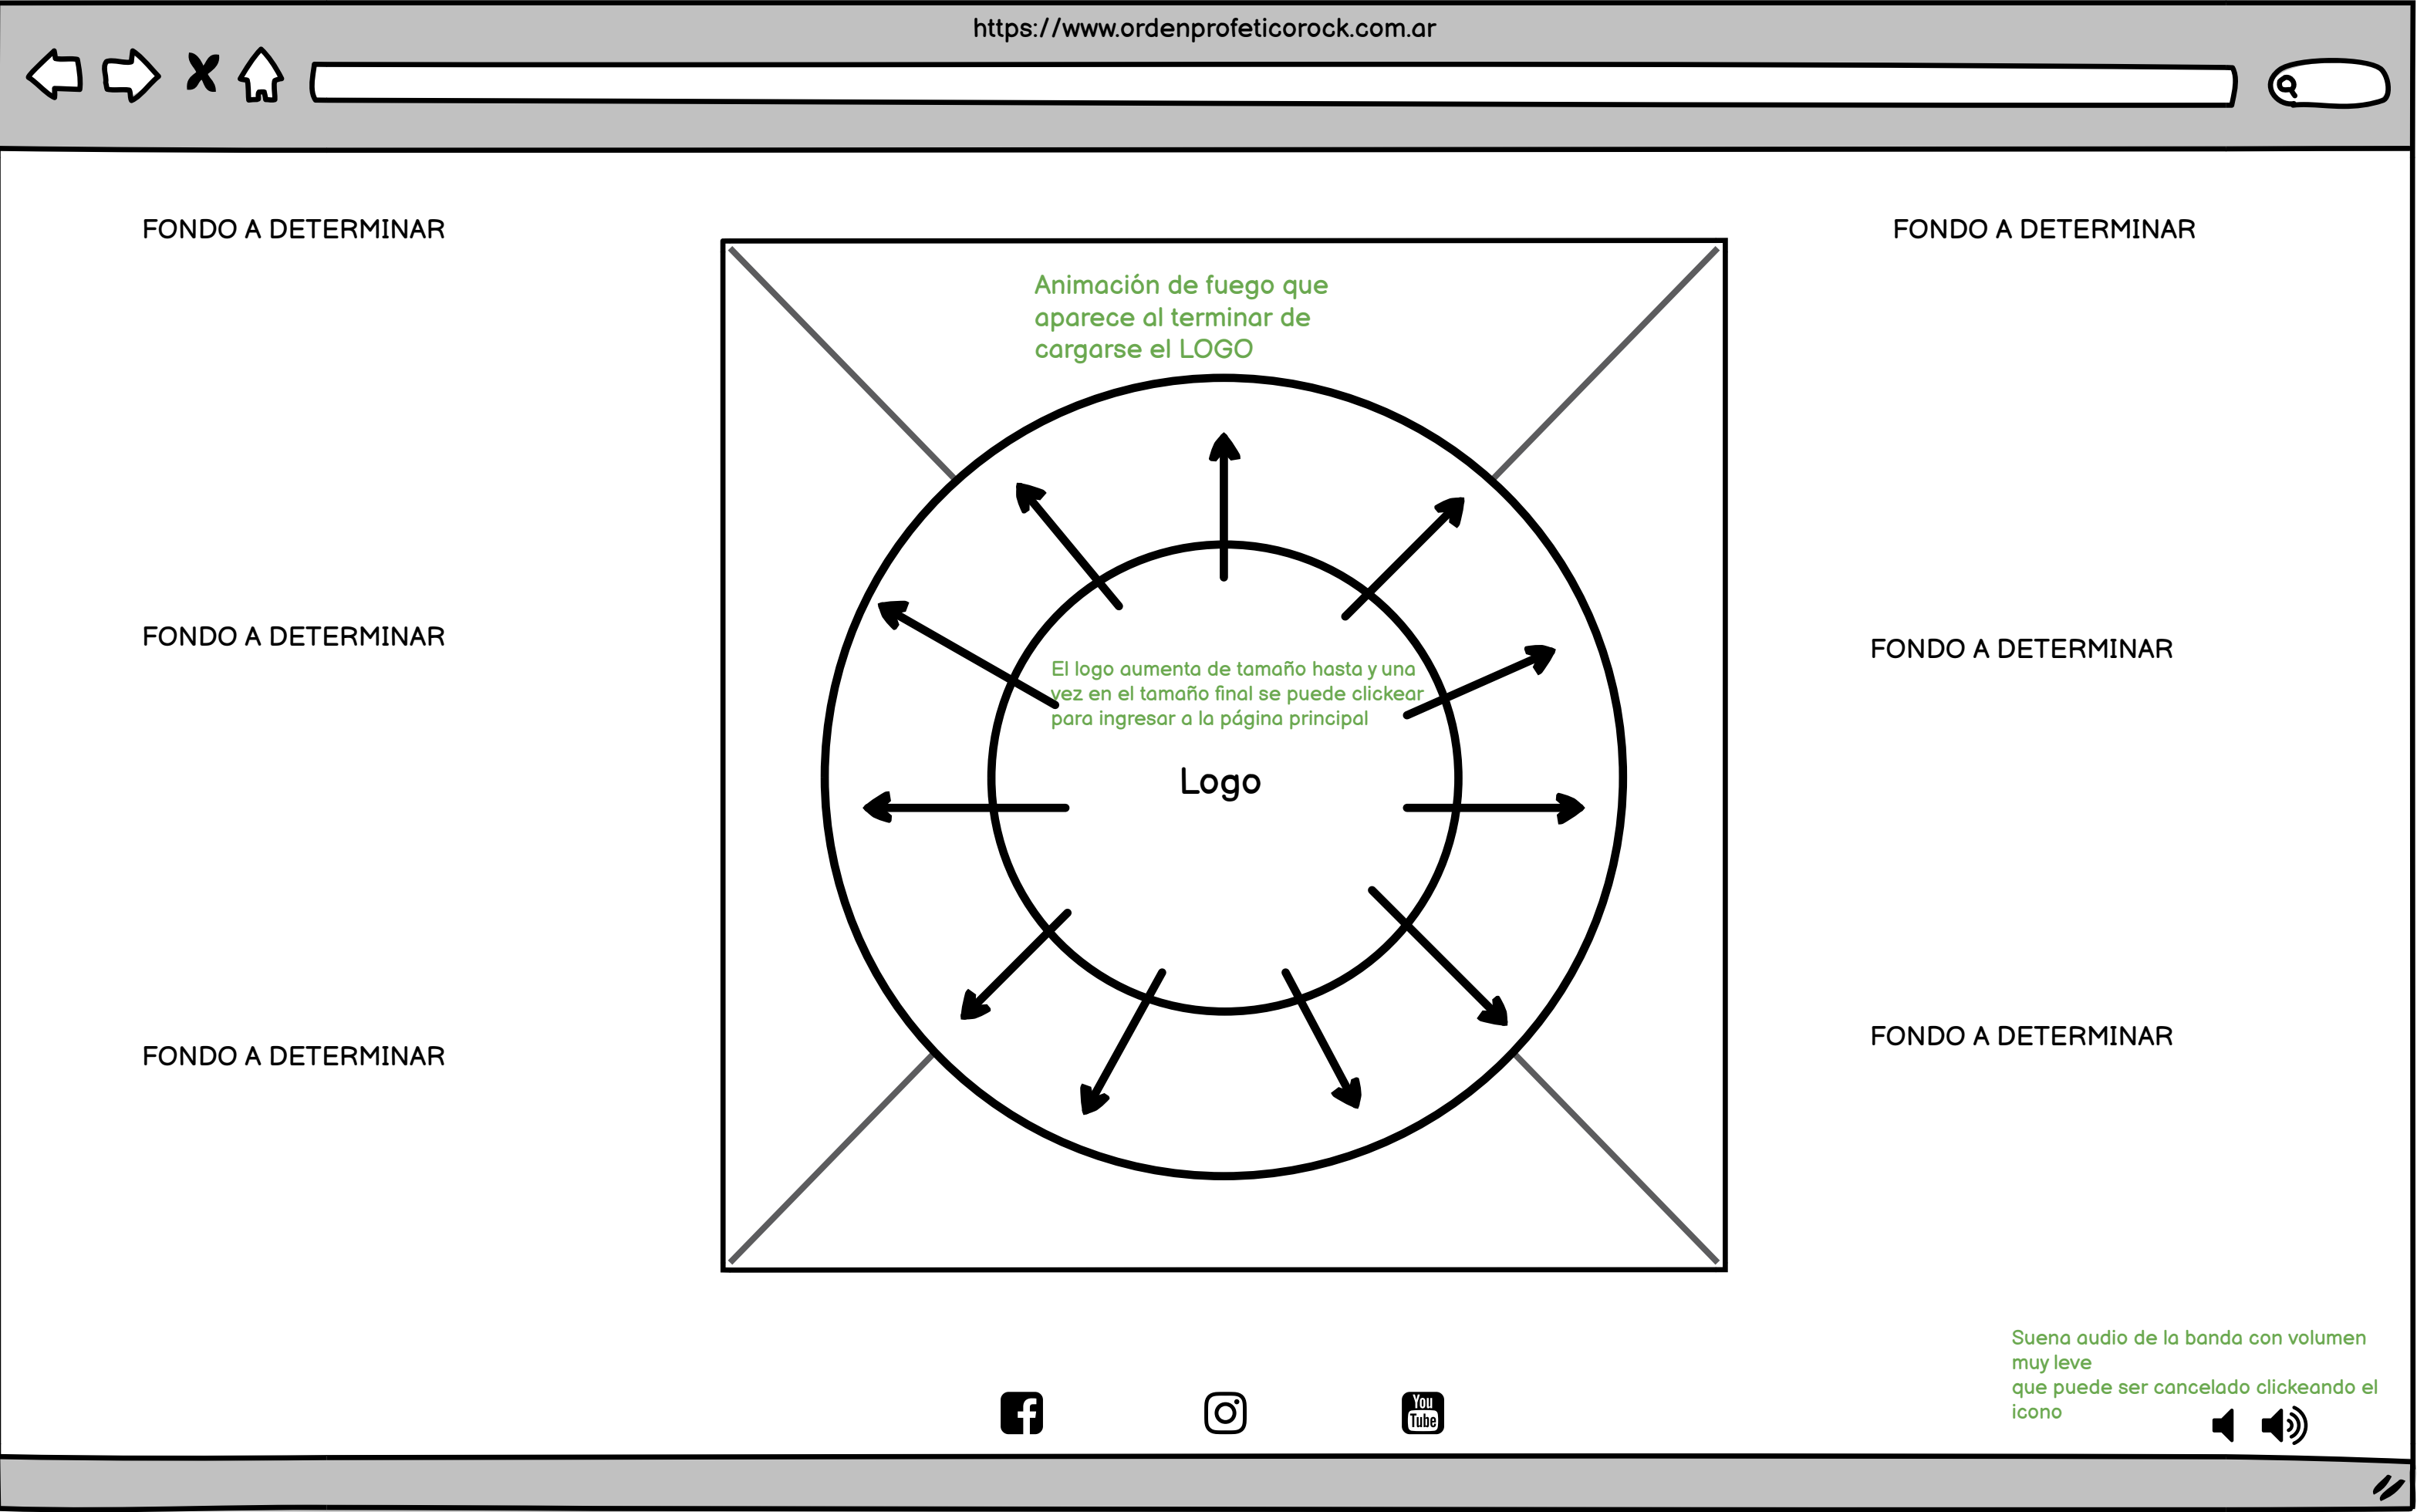 https://www.ordenprofeticorock.com.ar
FONDO A DETERMINAR
FONDO A DETERMINAR
Animación de fuego que
aparece al terminar de
cargarse el LOGO
FONDO A DETERMINAR
FONDO A DETERMINAR
El logo aumenta de tamaño hasta y una
vez en el tamaño final se puede clickear
para ingresar a la página principal
Logo
FONDO A DETERMINAR
FONDO A DETERMINAR
Suena audio de la banda con volumen
muy leve
que puede ser cancelado clickeando el
icono
You
Tube